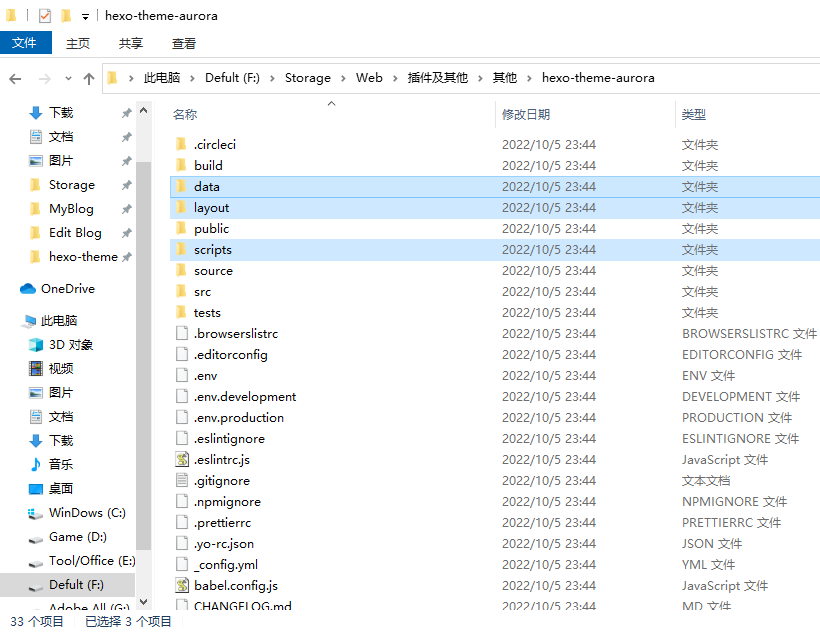 hexo-theme-aurora
文件 主页 共享 查看
此电脑 Defult (F:) Storage Web 插件及其他 其他 hexo-theme-aurora
下载
文档
图片
Storage
MyBlog
Edit Blog
hexo-theme
OneDrive
此电脑
3D 对象
视频
图片
文档
下载
音乐
桌面
Windows (C:)
Game (D:)
Tool/Office (E:)
Defult (F:)
Adobe All (G:)
名称 修改日期 类型
.circleci 2022/10/5 23:44 文件夹
build 2022/10/5 23:44 文件夹
data 2022/10/5 23:44 文件夹
layout 2022/10/5 23:44 文件夹
public 2022/10/5 23:44 文件夹
scripts 2022/10/5 23:44 文件夹
source 2022/10/5 23:44 文件夹
src 2022/10/5 23:44 文件夹
tests 2022/10/5 23:44 文件夹
.browserslistrc 2022/10/5 23:44 BROWSERSLISTRC 文件
.editorconfig 2022/10/5 23:44 EDITORCONFIG 文件
.env 2022/10/5 23:44 ENV 文件
.env.development 2022/10/5 23:44 DEVELOPMENT 文件
.env.production 2022/10/5 23:44 PRODUCTION 文件
.eslintignore 2022/10/5 23:44 ESLINTIGNORE 文件
.eslintrc.js 2022/10/5 23:44 JavaScript 文件
.gitignore 2022/10/5 23:44 文本文档
.npmignore 2022/10/5 23:44 NPMIGNORE 文件
.prettierrc 2022/10/5 23:44 PRETTIERRC 文件
.yo-rc.json 2022/10/5 23:44 JSON 文件
_config.yml 2022/10/5 23:44 YML 文件
babel.config.js 2022/10/5 23:44 JavaScript 文件
CHANGELOG.md 2022/10/5 23:44 MD 文件
33 个项目 已选择 3 个项目